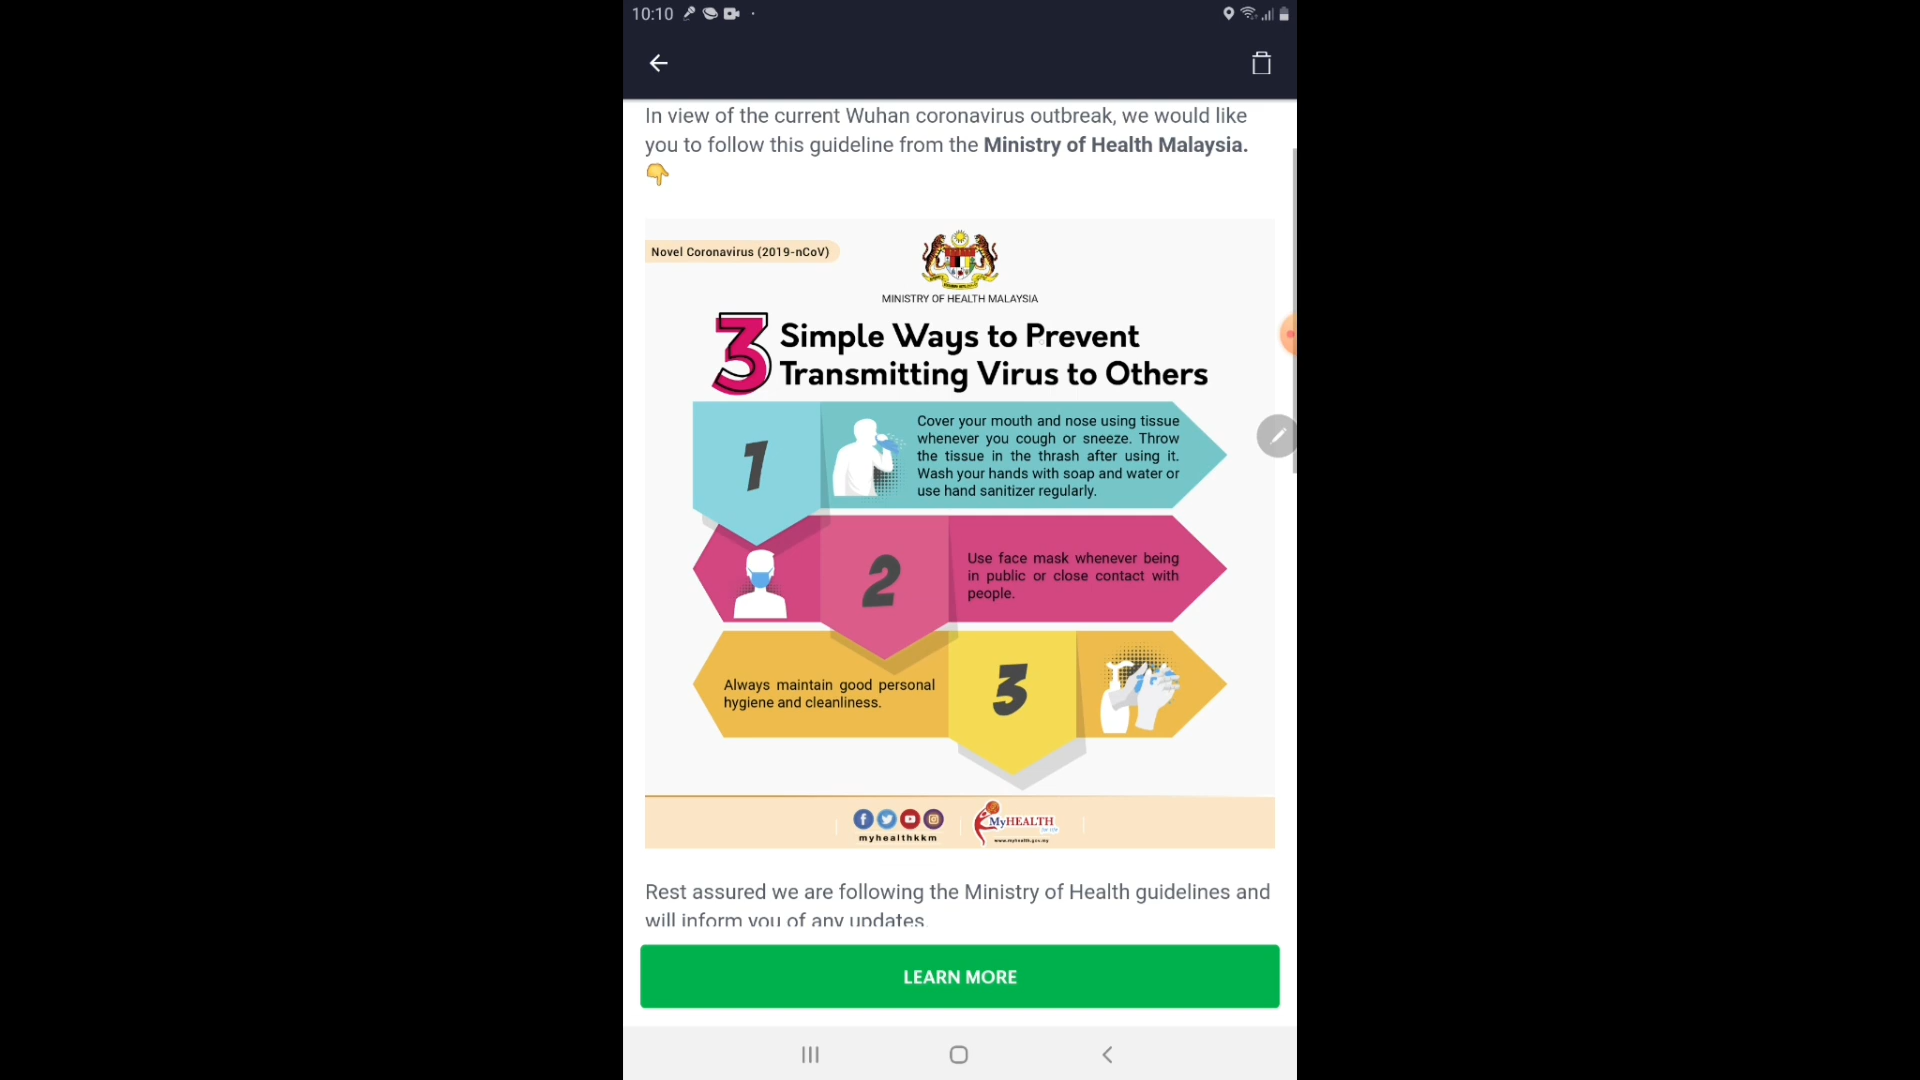 10:10
In view of the current Wuhan coronavirus outbreak, we would like
you to follow this guideline from the Ministry of Health Malaysia.
Novel Coronavirus (2019-nCoV)
MINISTRY OF HEALTH MALAYSIA
3 Simple Ways to Prevent
Transmitting Virus to Others
1
Cover your mouth and nose using tissue
whenever you cough or sneeze. Throw
the tissue in the thrash after using it.
Wash your hands with soap and water or
use hand sanitizer regularly.
2
Use face mask whenever being
in public or close contact with
people.
Always maintain good personal
hygiene and cleanliness.
3
myhealthkkm
MyHEALTH
www.myhealth.gov.my
Rest assured we are following the Ministry of Health guidelines and
will inform you of any updates
LEARN MORE